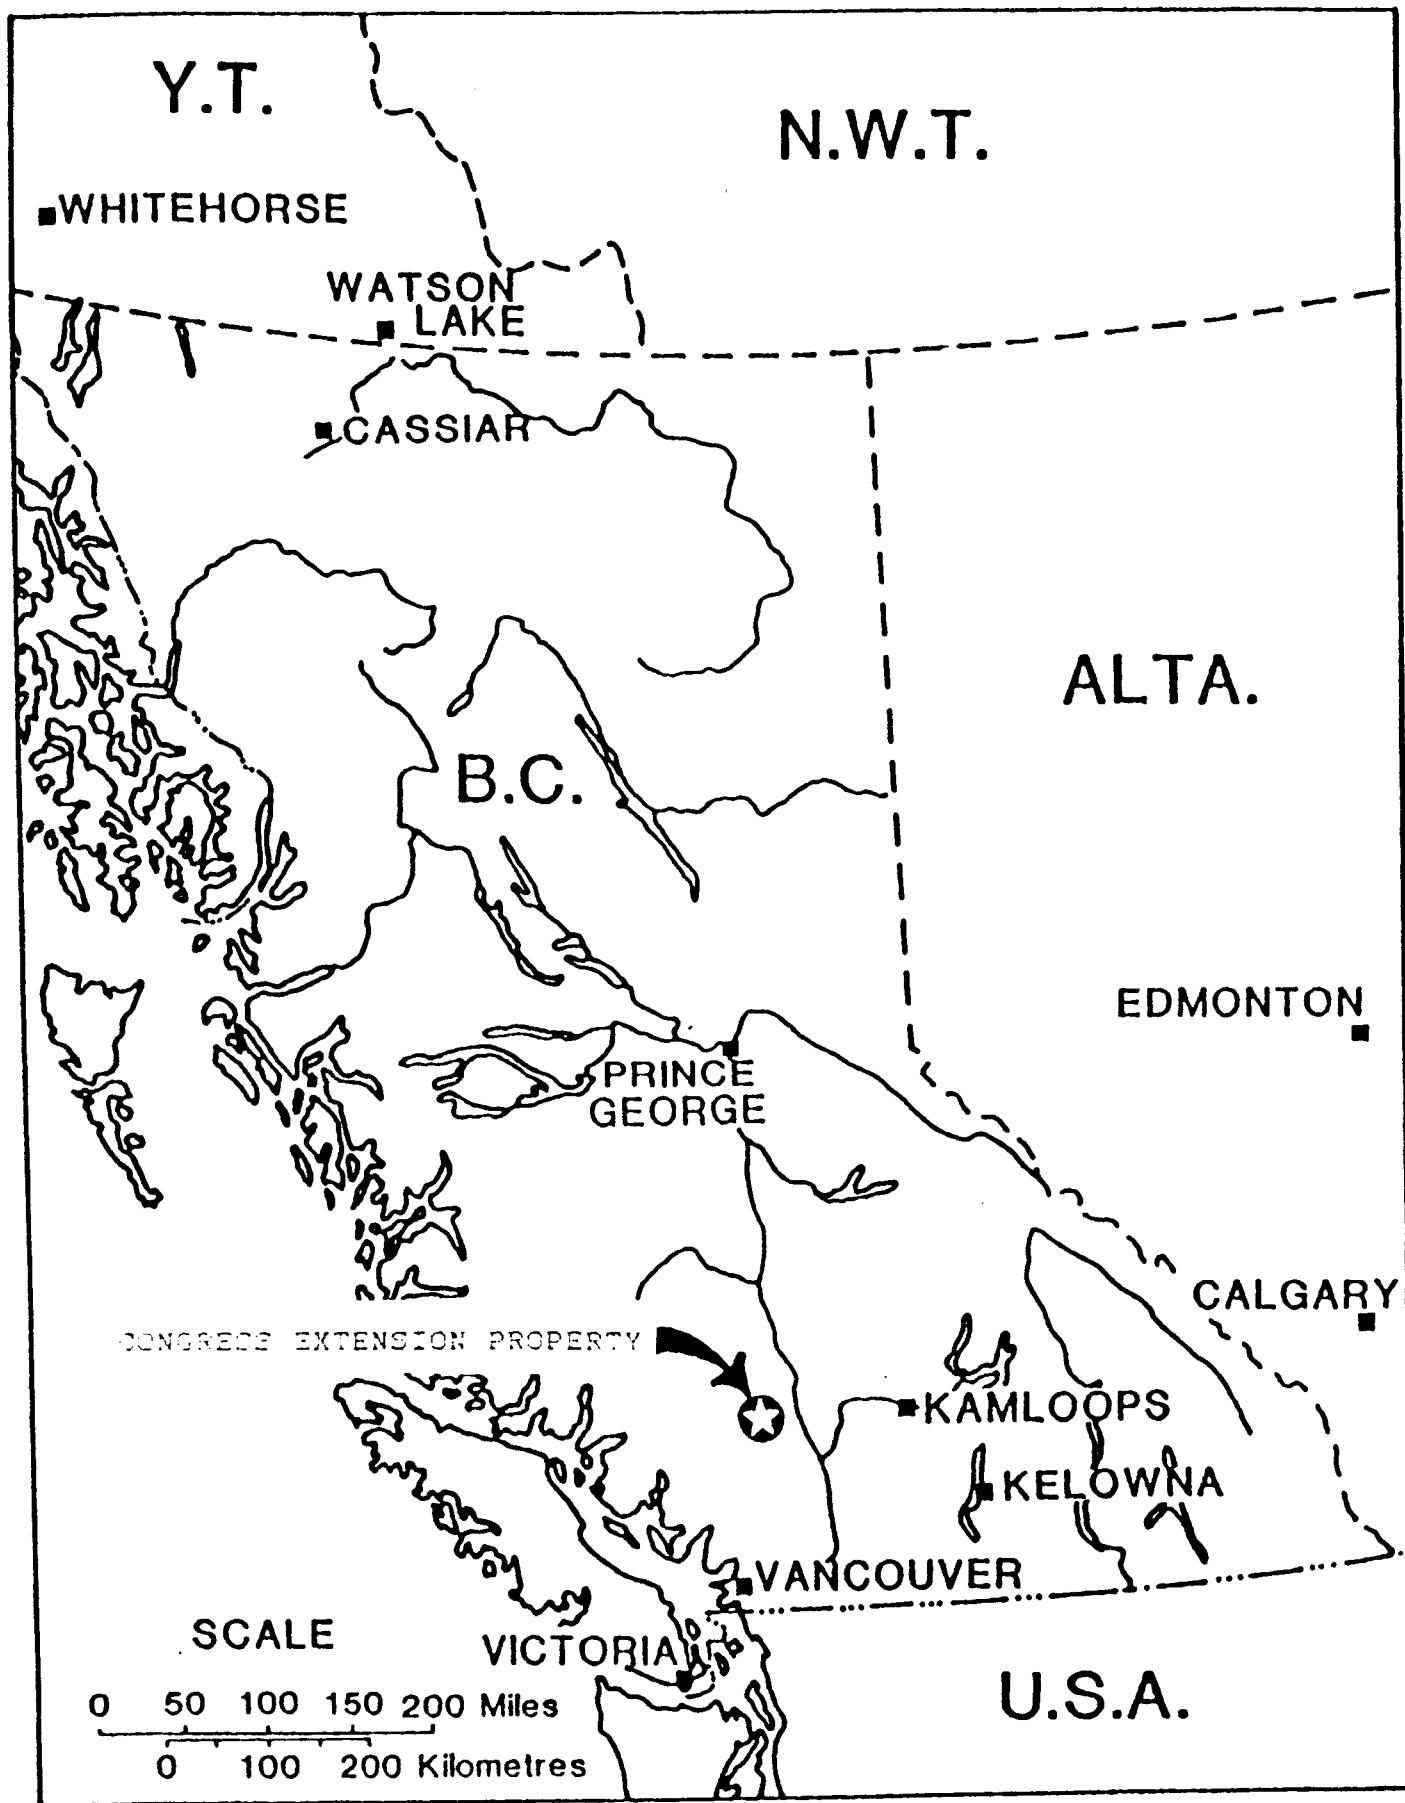 Y.T.
N.W.T.
WHITEHORSE
WATSON
LAKE
CASSIAR
ALTA.
B.C.
EDMONTON
PRINCE
GEORGE
CALGARY
CONGRESS EXTENSION PROPERTY
KAMLOOPS
KELOWNA
VANCOUVER
SCALE
VICTORIA
U.S.A.
0 50 100 150 200 Miles
0 100 200 Kilometres